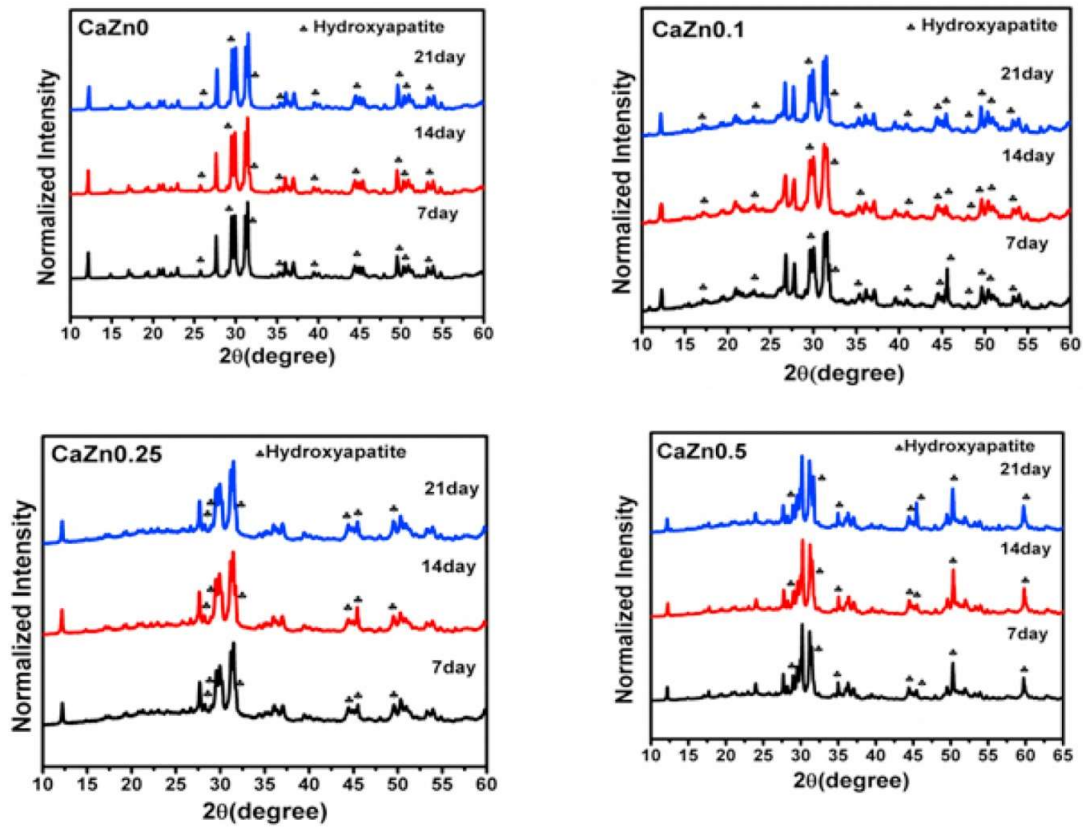 CaZn0
Hydroxyapatite
21day
14day
7day
Normalized Intensity
10 15 20 25 30 35 40 45 50 55 60
2θ(degree)
CaZn0.1
Hydroxyapatite
21day
14day
7day
Normalized Intensity
10 15 20 25 30 35 40 45 50 55 60
2θ(degree)
CaZn0.25
Hydroxyapatite
21day
14day
7day
Normalized Intensity
10 15 20 25 30 35 40 45 50 55 60
2θ(degree)
CaZn0.5
Hydroxyapatite
21day
14day
7day
Normalized Inensity
10 15 20 25 30 35 40 45 50 55 60 65
2θ(degree)